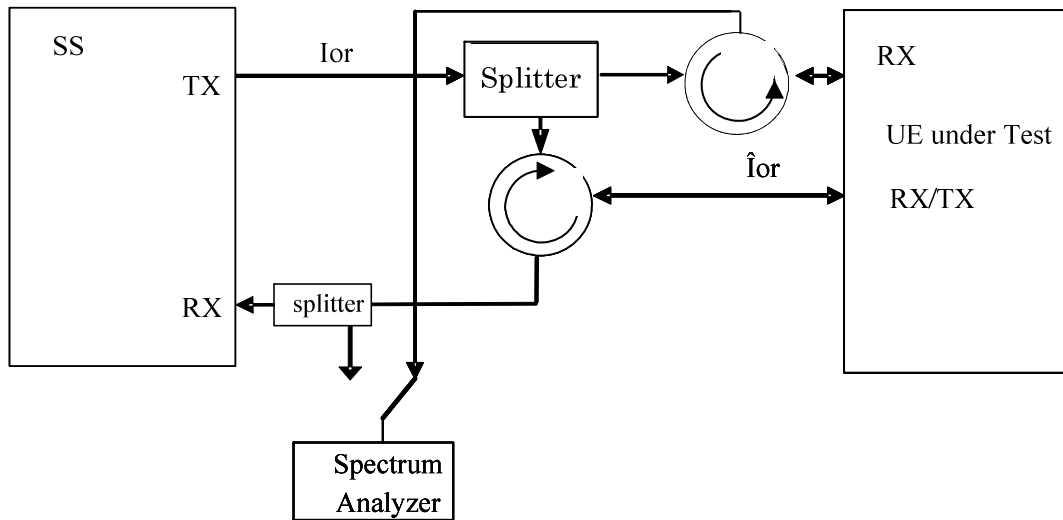 SS
Ior
TX
Splitter
RX
UE under Test
Îor
RX/TX
RX
splitter
Spectrum
Analyzer